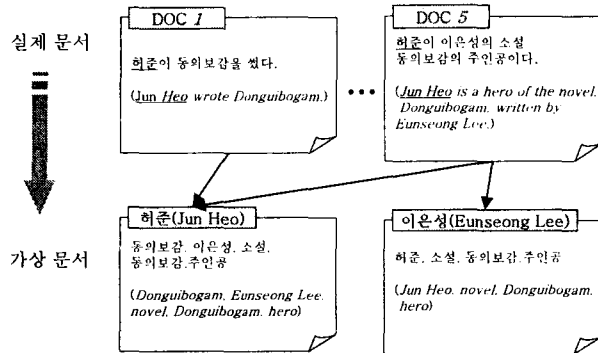 실제 문서
DOC 1
허준이 동의보감을 썼다.
(Jun Heo wrote Donguibogam.)
...
DOC 5
허준이 이은성의 소설
동의보감의 주인공이다.
(Jun Heo is a hero of the novel,
Donguibogam, written by
Eunseong Lee.)
가상 문서
허준(Jun Heo)
동의보감, 이은성, 소설,
동의보감,주인공
(Donguibogam, Eunseong Lee,
novel, Donguibogam, hero)
이은성(Eunseong Lee)
허준, 소설, 동의보감,주인공
(Jun Heo, novel, Donguibogam,
hero)